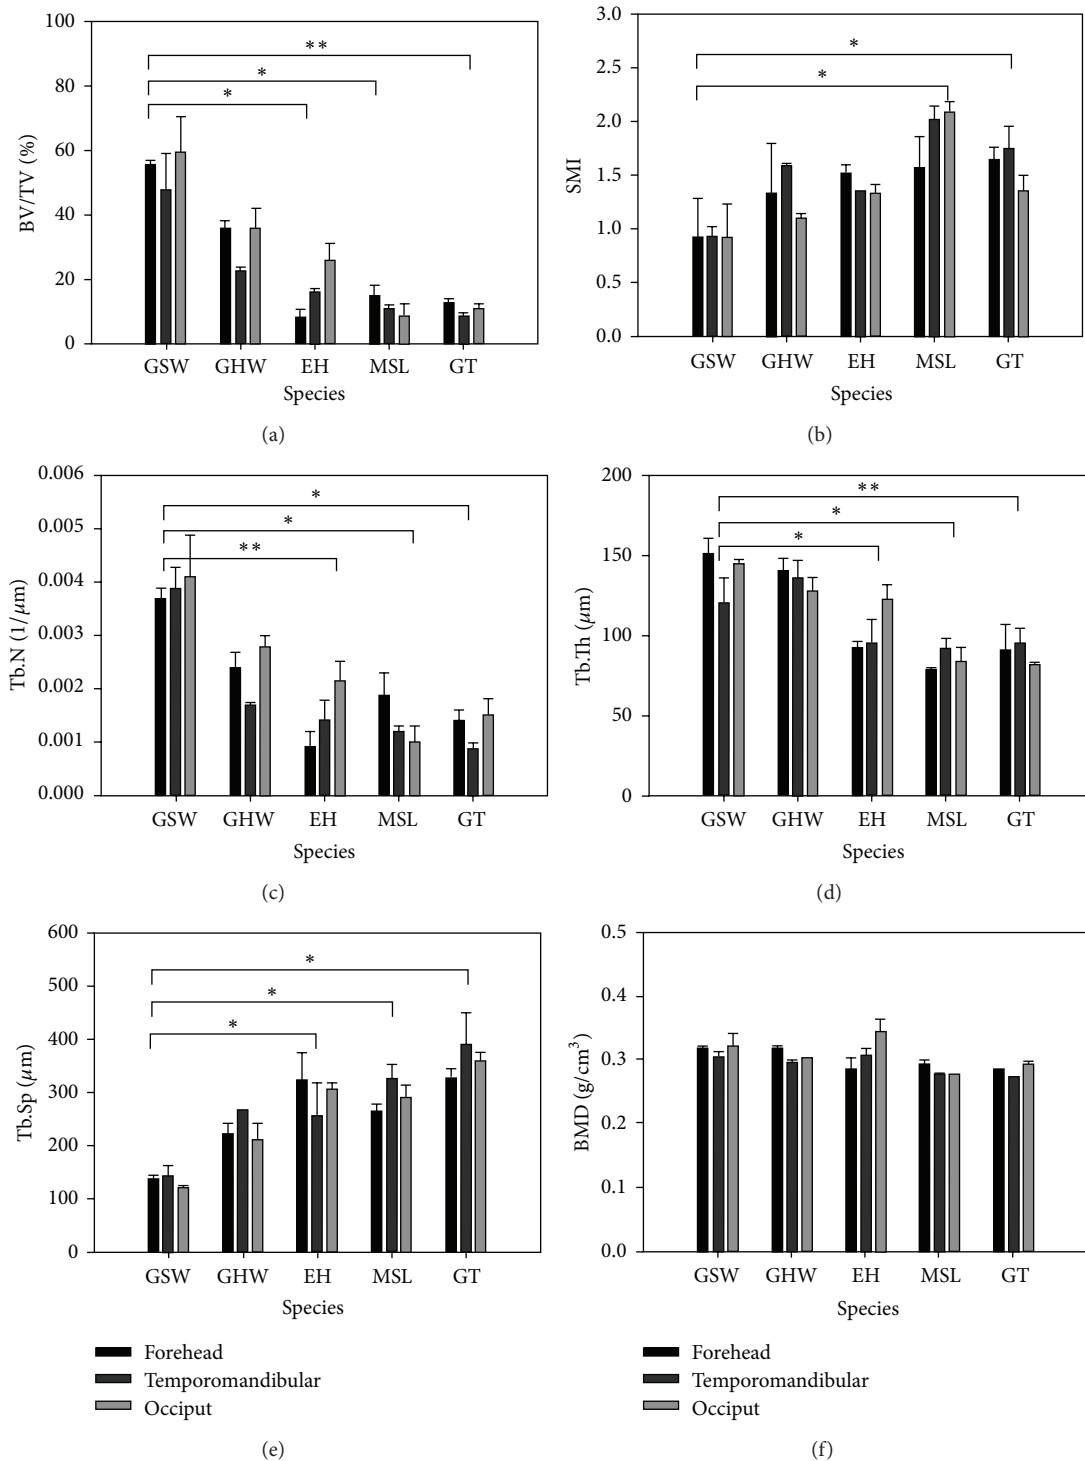 100
80
60
40
20
0
BV/TV (%)
**
*
*
GSW GHW EH MSL GT
Species
(a)
3.0
2.5
2.0
1.5
1.0
0.5
0.0
SMI
*
*
GSW GHW EH MSL GT
Species
(b)
0.006
0.005
0.004
0.003
0.002
0.001
0.000
Tb.N (1/μm)
*
*
**
GSW GHW EH MSL GT
Species
(c)
200
150
100
50
0
Tb.Th (μm)
**
*
*
GSW GHW EH MSL GT
Species
(d)
600
500
400
300
200
100
0
Tb.Sp (μm)
*
*
*
GSW GHW EH MSL GT
Species
Forehead
Temporomandibular
Occiput
(e)
0.5
0.4
0.3
0.2
0.1
0.0
BMD (g/cm³)
GSW GHW EH MSL GT
Species
Forehead
Temporomandibular
Occiput
(f)